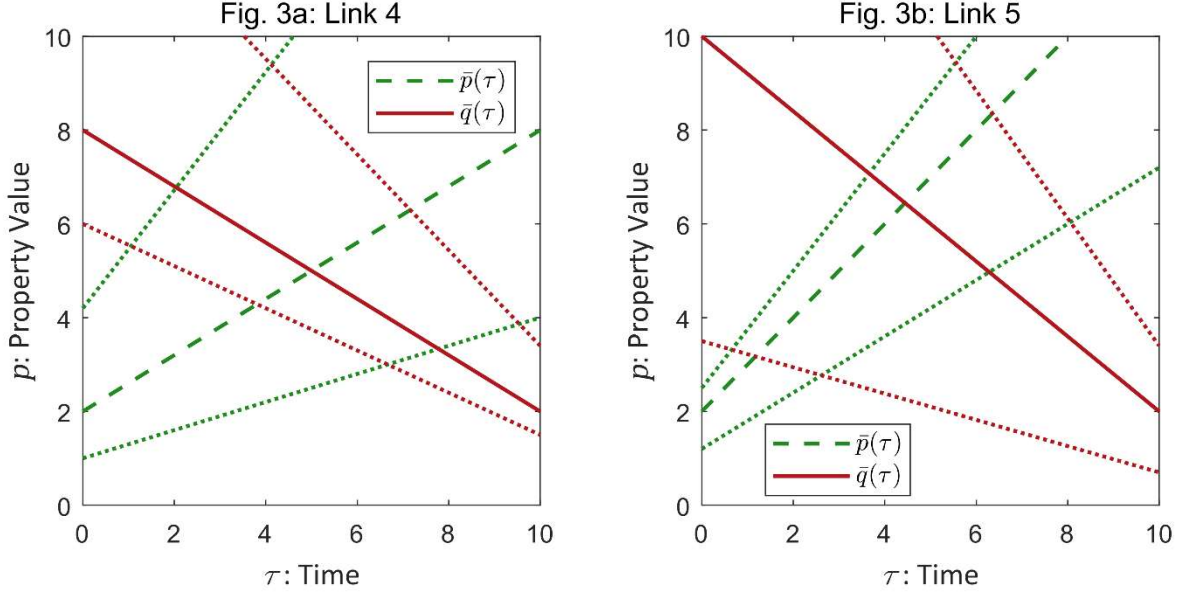 Fig. 3a: Link 4
10
8
6
4
2
0
p: Property Value
0 2 4 6 8 10
τ: Time
p̄(τ)
q̄(τ)
Fig. 3b: Link 5
10
8
6
4
2
0
p: Property Value
0 2 4 6 8 10
τ: Time
p̄(τ)
q̄(τ)